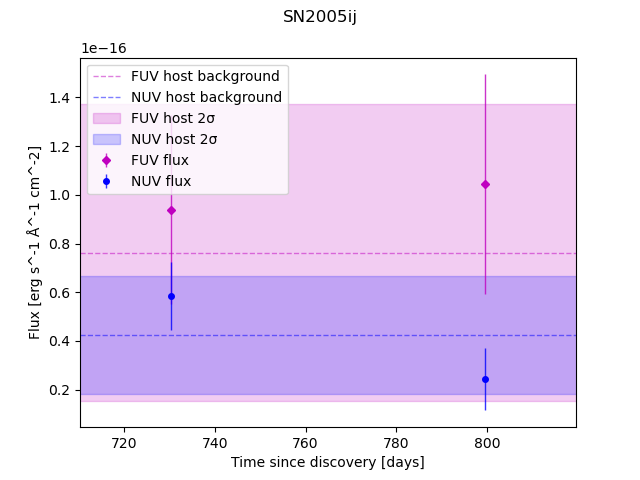 SN2005ij
1e−16
FUV host background
NUV host background
FUV host 2σ
NUV host 2σ
FUV flux
NUV flux
1.4
1.2
1.0
0.8
0.6
0.4
0.2
Flux [erg s^-1 Å^-1 cm^-2]
720
740
760
780
800
Time since discovery [days]